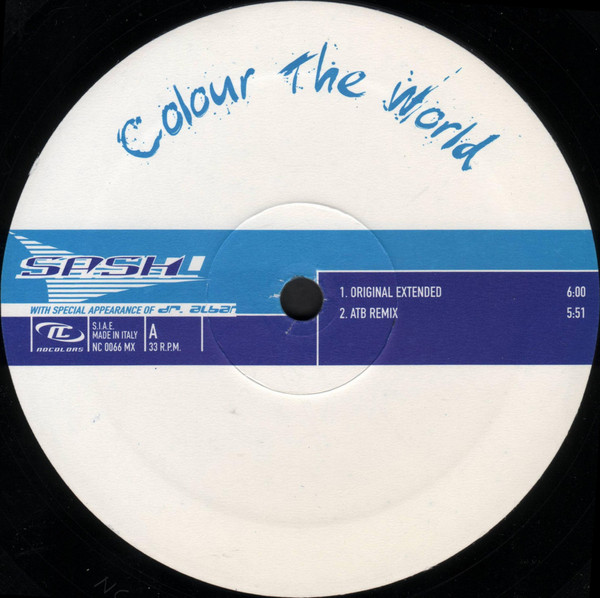 Colour The World
SASH!
WITH SPECIAL APPEARANCE OF dr. alban
NC
NOCOLORS
S.I.A.E.
MADE IN ITALY
NC 0066 MX
A
33 R.P.M.
1. ORIGINAL EXTENDED 6:00
2. ATB REMIX 5:51